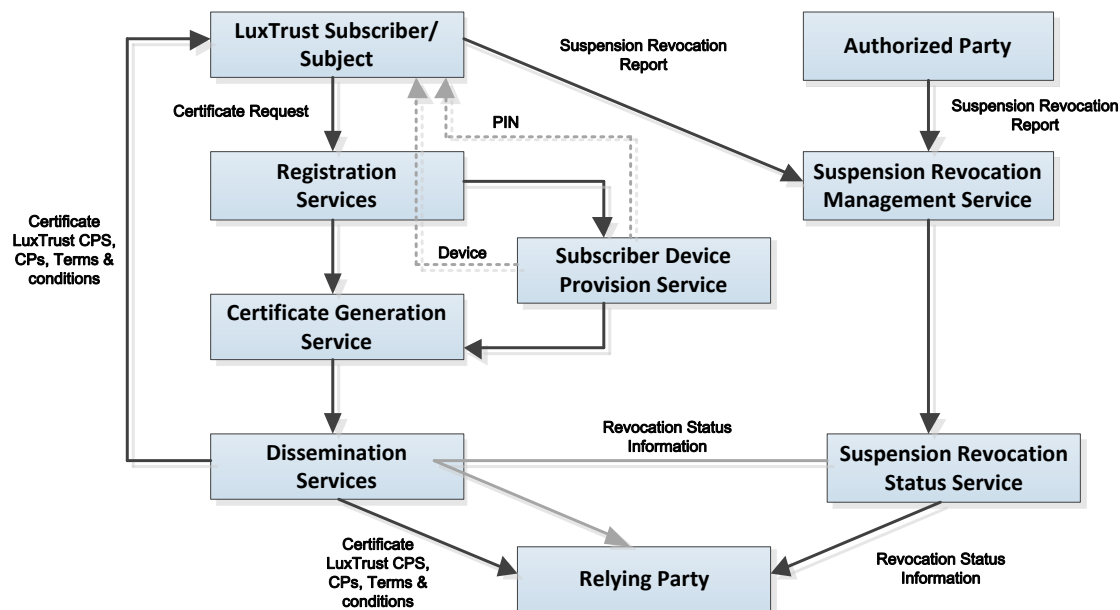 LuxTrust Subscriber/
Subject
Suspension Revocation
Report
Authorized Party
Certificate Request
PIN
Suspension Revocation
Report
Registration
Services
Suspension Revocation
Management Service
Certificate
LuxTrust CPS,
CPs, Terms &
conditions
Device
Subscriber Device
Provision Service
Certificate Generation
Service
Revocation Status
Information
Dissemination
Services
Suspension Revocation
Status Service
Certificate
LuxTrust CPS,
CPs, Terms &
conditions
Relying Party
Revocation Status
Information